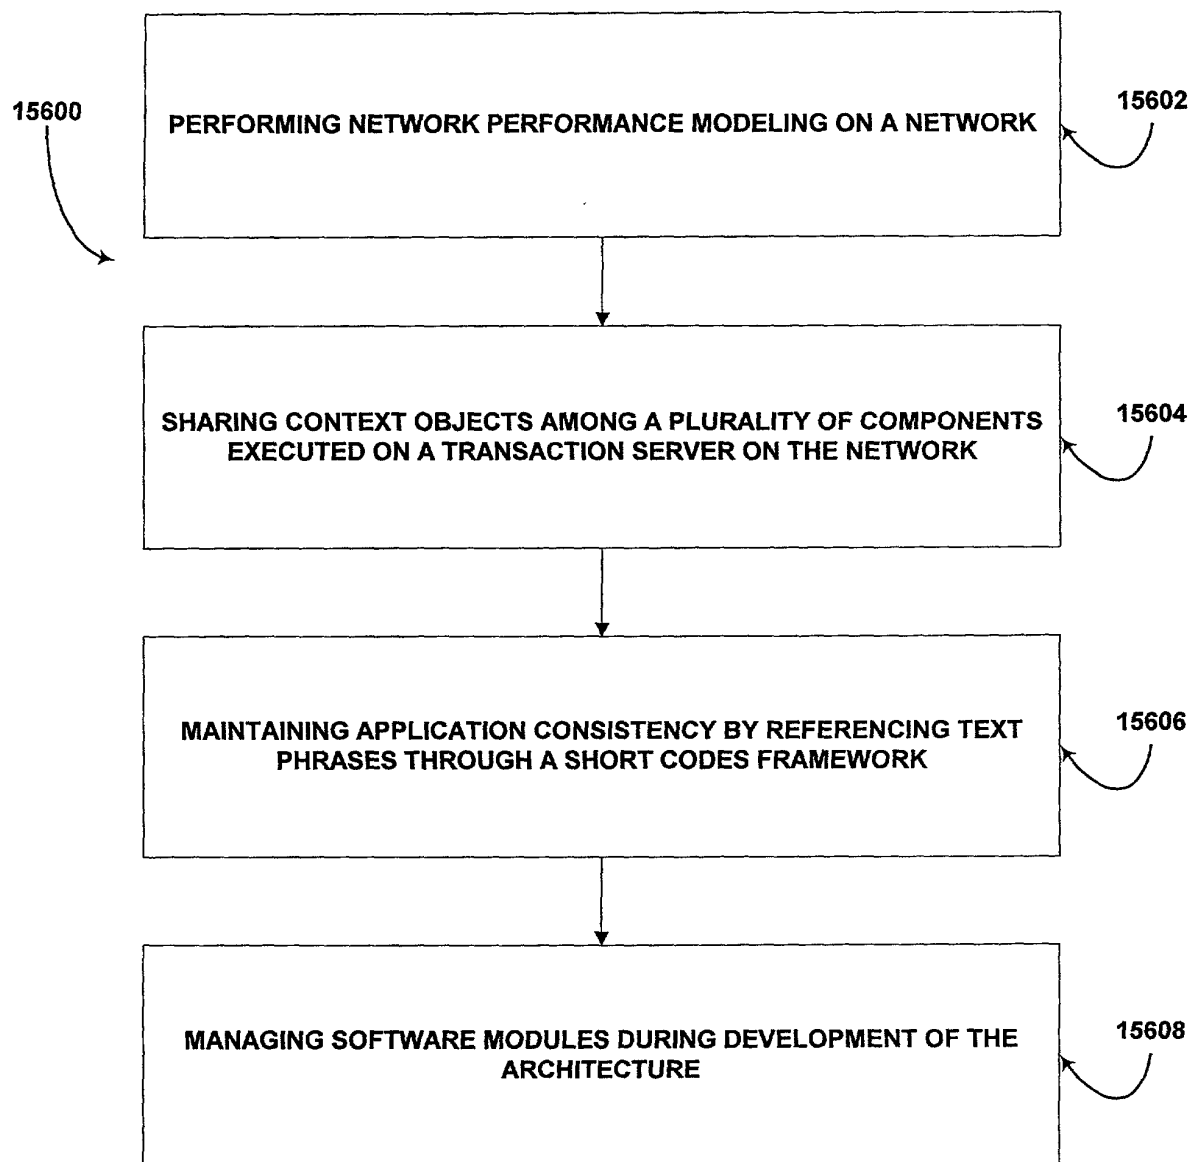 15600
15602
PERFORMING NETWORK PERFORMANCE MODELING ON A NETWORK
15604
SHARING CONTEXT OBJECTS AMONG A PLURALITY OF COMPONENTS
EXECUTED ON A TRANSACTION SERVER ON THE NETWORK
15606
MAINTAINING APPLICATION CONSISTENCY BY REFERENCING TEXT
PHRASES THROUGH A SHORT CODES FRAMEWORK
15608
MANAGING SOFTWARE MODULES DURING DEVELOPMENT OF THE
ARCHITECTURE